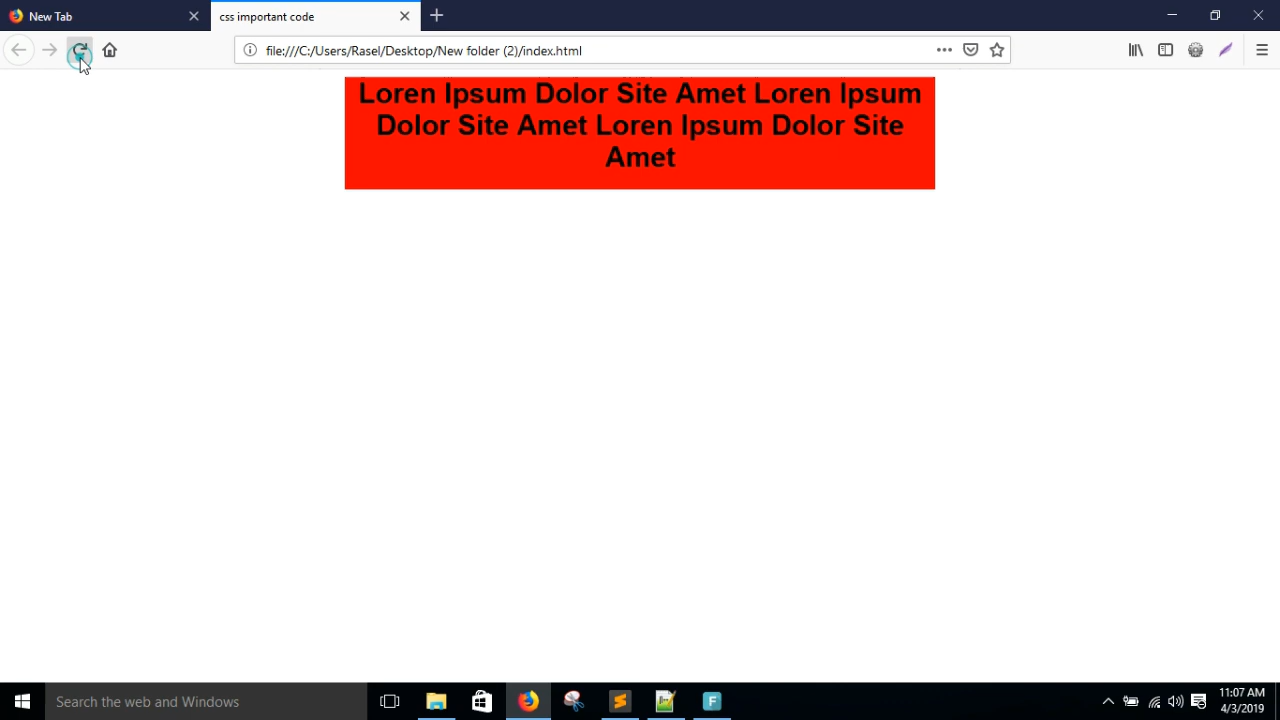 New Tab
css important code
file:///C:/Users/Rasel/Desktop/New folder (2)/index.html
Loren Ipsum Dolor Site Amet Loren Ipsum
Dolor Site Amet Loren Ipsum Dolor Site
Amet
Search the web and Windows
F
11:07 AM
4/3/2019